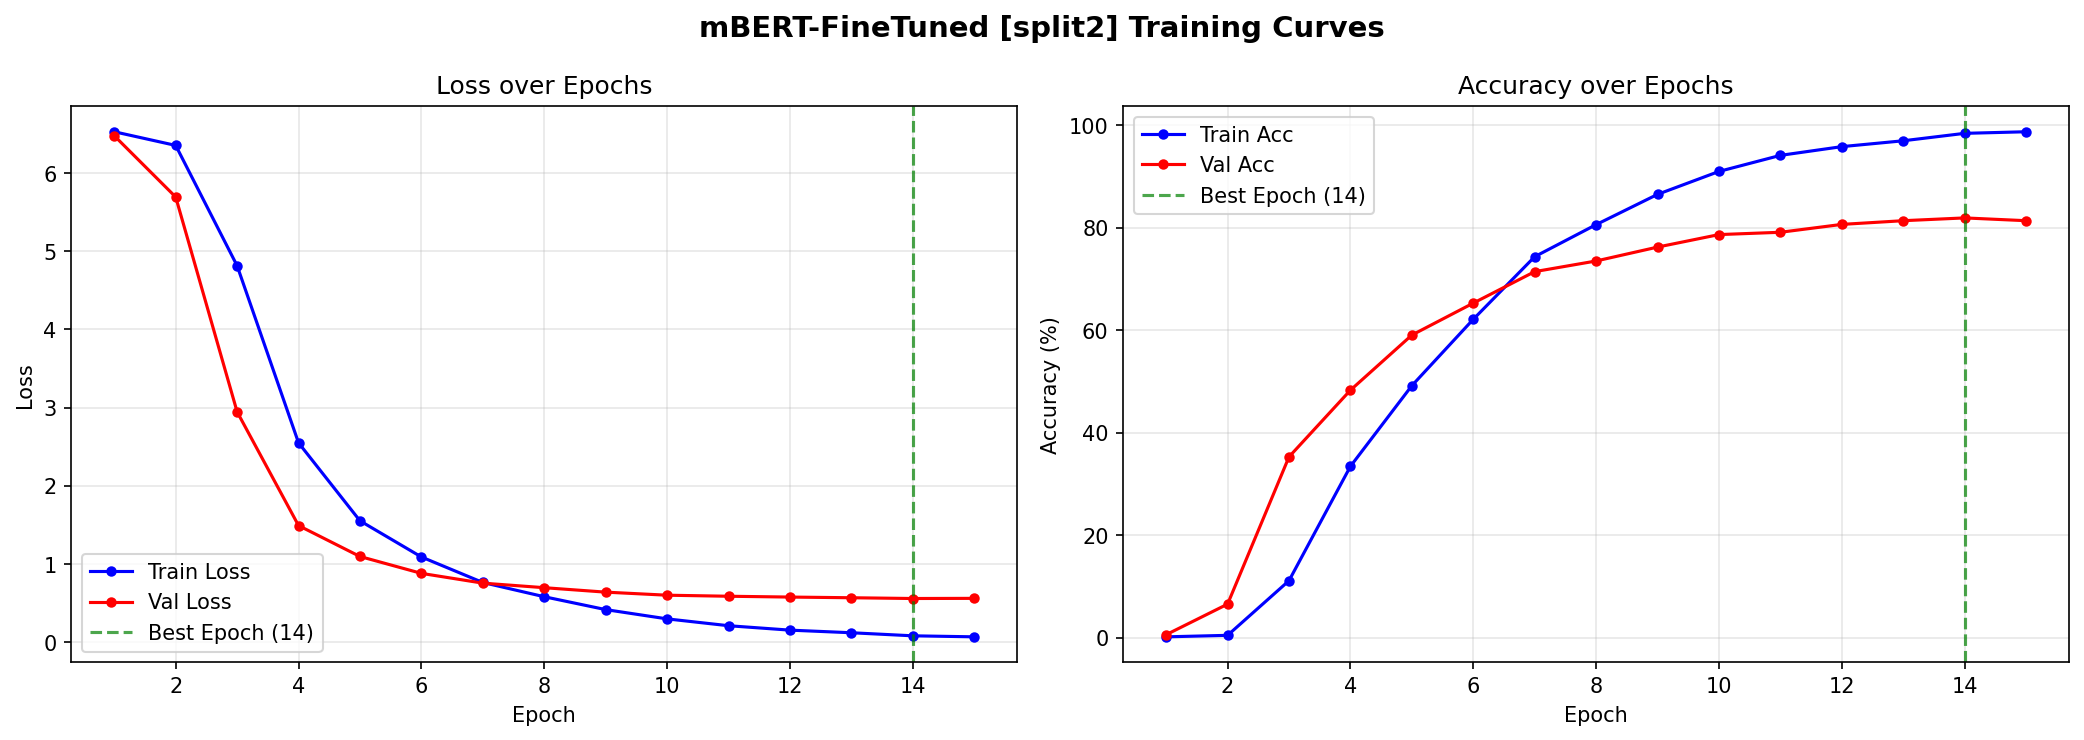 mBERT-FineTuned [split2] Training Curves
Loss over Epochs
Loss
6
5
4
3
2
1
0
Train Loss
Val Loss
Best Epoch (14)
2 4 6 8 10 12 14
Epoch
Accuracy over Epochs
Accuracy (%)
100
80
60
40
20
0
Train Acc
Val Acc
Best Epoch (14)
2 4 6 8 10 12 14
Epoch